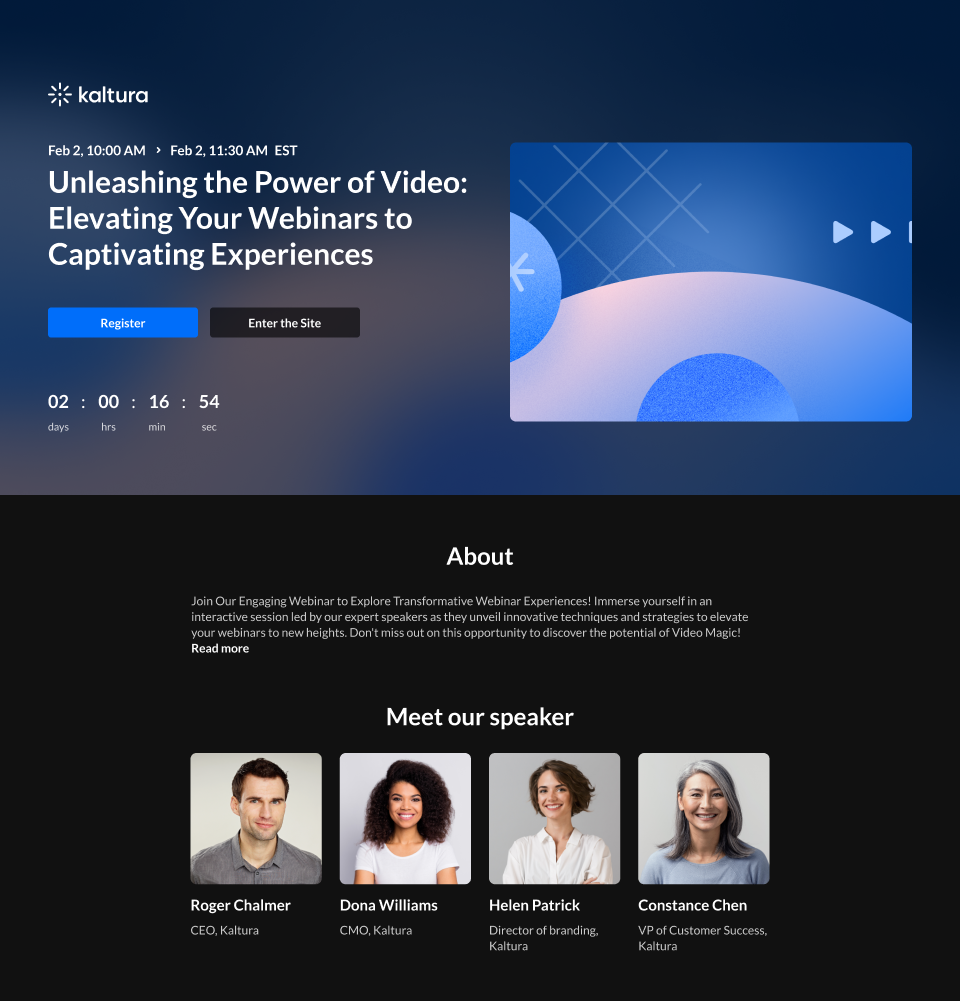 kaltura
Feb 2, 10:00 AM > Feb 2, 11:30 AM EST
Unleashing the Power of Video:
Elevating Your Webinars to
Captivating Experiences
Register
Enter the Site
02 : 00 : 16 : 54
days hrs min sec
About
Join Our Engaging Webinar to Explore Transformative Webinar Experiences! Immerse yourself in an
interactive session led by our expert speakers as they unveil innovative techniques and strategies to elevate
your webinars to new heights. Don't miss out on this opportunity to discover the potential of Video Magic!
Read more
Meet our speaker
Roger Chalmer
CEO, Kaltura
Dona Williams
CMO, Kaltura
Helen Patrick
Director of branding,
Kaltura
Constance Chen
VP of Customer Success,
Kaltura